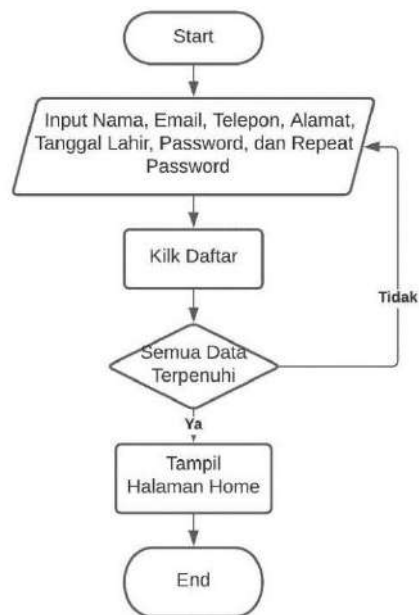 Start
Input Nama, Email, Telepon, Alamat,
Tanggal Lahir, Password, dan Repeat
Password
Kilk Daftar
Tidak
Semua Data
Terpenuhi
Ya
Tampil
Halaman Home
End